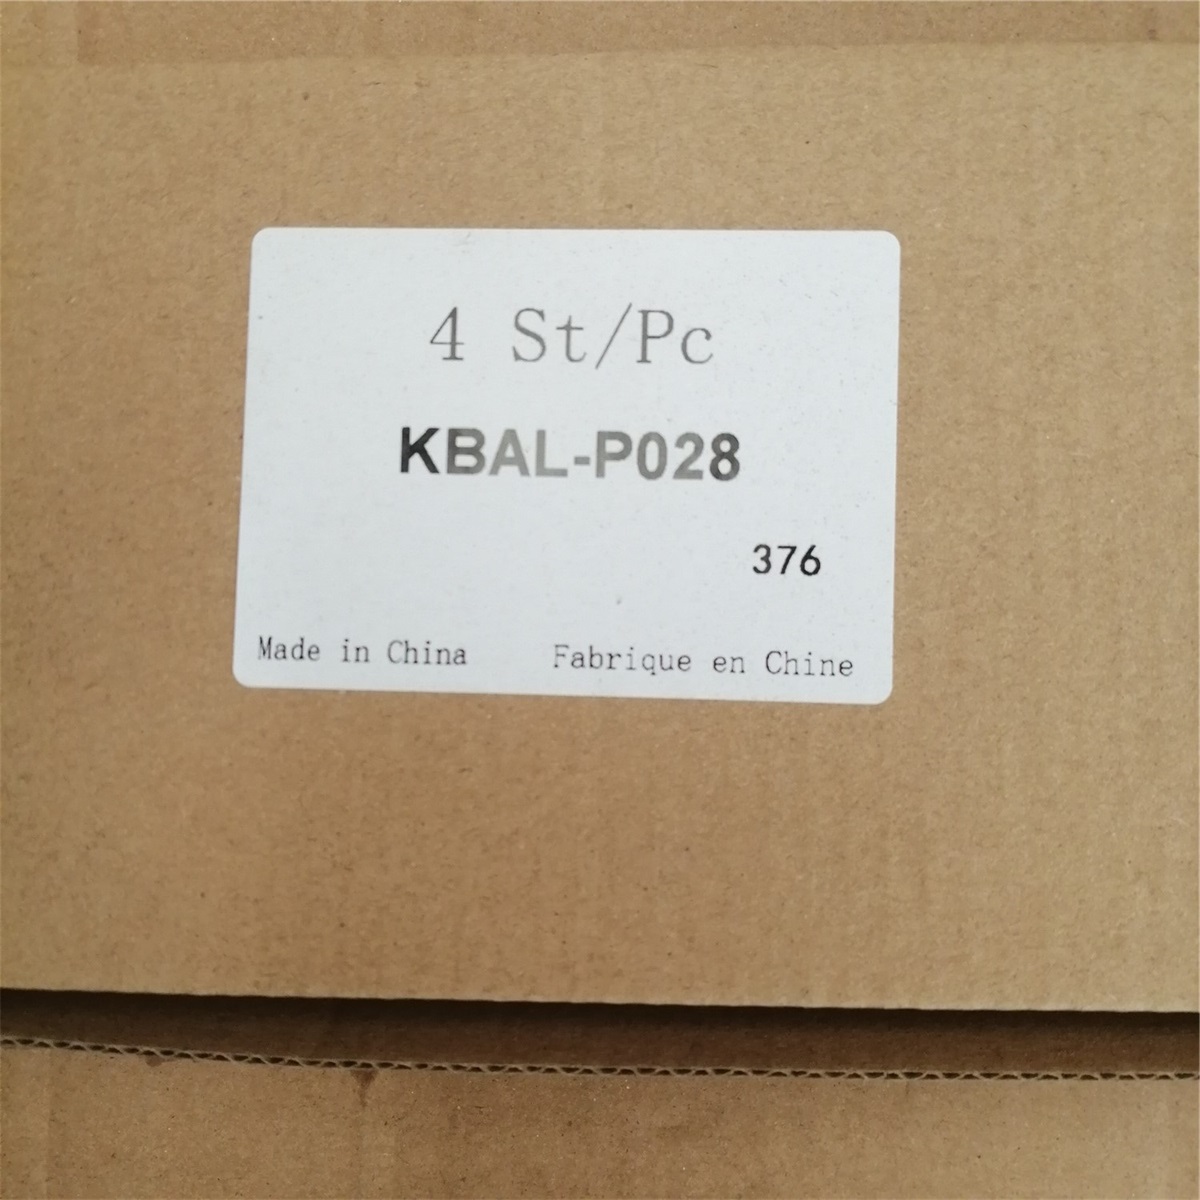 4 St/Pc
KBAL-P028
376
Made in China Fabrique en Chine